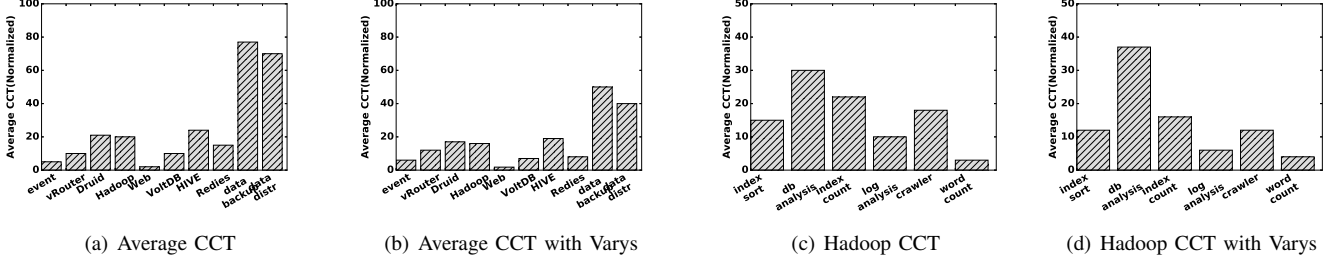 100
80
60
40
20
0
Average CCT(Normalized)
event
vRouter
Druid
Hadoop
Web
VoltDB
HIVE
Redies
data
backup
data
distr
(a) Average CCT
100
80
60
40
20
0
Average CCT(Normalized)
event
vRouter
Druid
Hadoop
Web
VoltDB
HIVE
Redies
data
backup
data
distr
(b) Average CCT with Varys
50
40
30
20
10
0
Average CCT(Normalized)
index
sort
db
analysis
index
count
log
analysis
crawler
word
count
(c) Hadoop CCT
50
40
30
20
10
0
Average CCT(Normalized)
index
sort
db
analysis
index
count
log
analysis
crawler
word
count
(d) Hadoop CCT with Varys